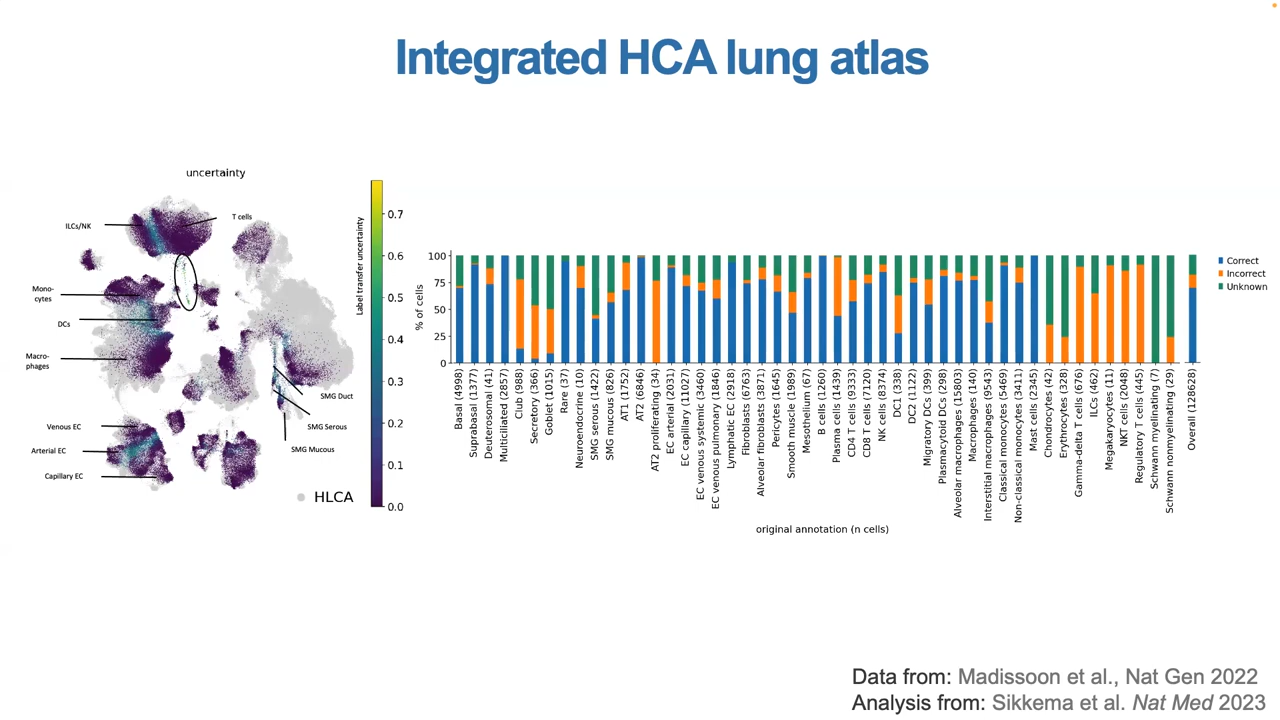 Integrated HCA lung atlas
uncertainty
ILCs/NK
T cells
Mono-
cytes
DCs
Macro-
phages
Venous EC
Arterial EC
Capillary EC
SMG Duct
SMG Serous
SMG Mucous
HLCA
Label transfer uncertainty
0.7
0.6
0.5
0.4
0.3
0.2
0.1
0.0
% of cells
100
75
50
25
0
Basal (4998)
Suprabasal (1377)
Deuterosomal (41)
Multiciliated (2857)
Club (988)
Secretory (366)
Goblet (1015)
Rare (37)
Neuroendocrine (10)
SMG serous (1422)
SMG mucous (826)
AT1 (1752)
AT2 (6846)
AT2 proliferating (34)
EC arterial (2031)
EC capillary (11027)
EC venous systemic (3460)
EC venous pulmonary (1846)
Lymphatic EC (2918)
Fibroblasts (6763)
Alveolar fibroblasts (3871)
Pericytes (1645)
Smooth muscle (1989)
Mesothelium (67)
B cells (1260)
Plasma cells (1439)
CD4 T cells (9333)
CD8 T cells (7120)
NK cells (8374)
DC1 (338)
DC2 (1122)
Migratory DCs (399)
Plasmacytoid DCs (298)
Alveolar macrophages (15803)
Macrophages (140)
Interstitial macrophages (9543)
Classical monocytes (5469)
Non-classical monocytes (3411)
Mast cells (2345)
Chondrocytes (42)
Erythrocytes (328)
Gamma-delta T cells (676)
ILCs (462)
Megakaryocytes (11)
NKT cells (2048)
Regulatory T cells (445)
Schwann myelinating (7)
Schwann nonmyelinating (29)
Overall (128628)
original annotation (n cells)
Correct
Incorrect
Unknown
Data from: Madissoon et al., Nat Gen 2022
Analysis from: Sikkema et al. Nat Med 2023